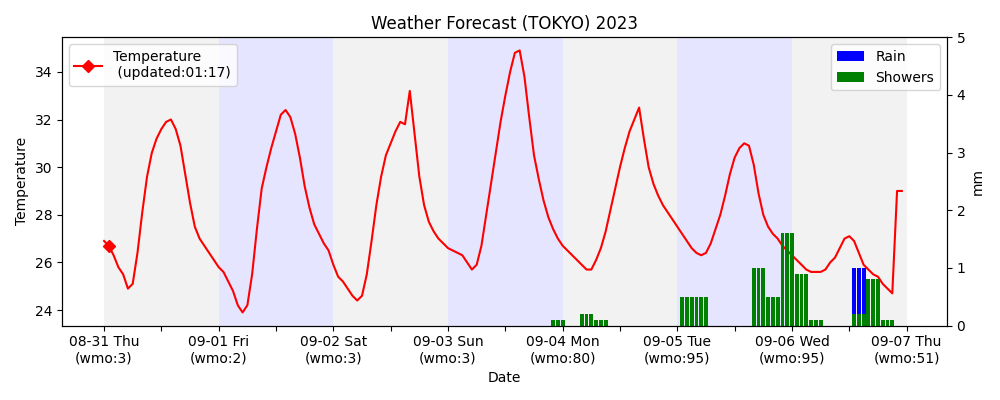 Weather Forecast (TOKYO) 2023
Temperature
(updated:01:17)
Rain
Showers
Temperature
34
32
30
28
26
24
5
4
3
2
1
0
mm
08-31 Thu 09-01 Fri 09-02 Sat 09-03 Sun 09-04 Mon 09-05 Tue 09-06 Wed 09-07 Thu
(wmo:3) (wmo:2) (wmo:3) (wmo:3) (wmo:80) (wmo:95) (wmo:95) (wmo:51)
Date